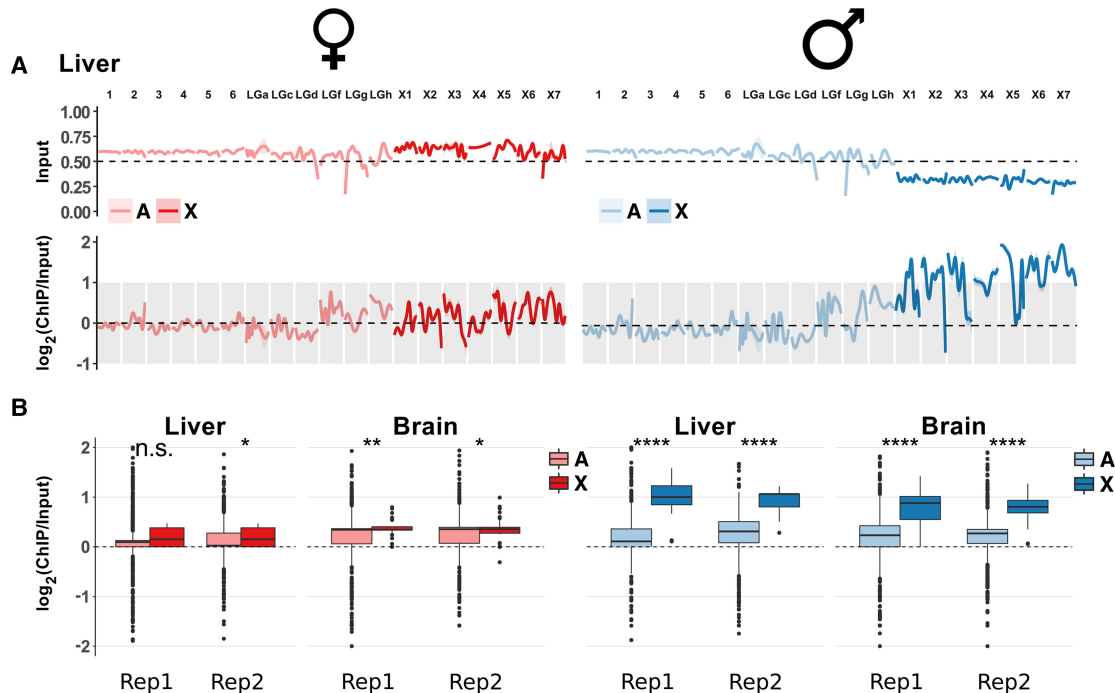 ♀ ♂
A Liver
1 2 3 4 5 6 LGa LGc LGd LGf LGg LGh X1 X2 X3 X4 X5 X6 X7
1 2 3 4 5 6 LGa LGc LGd LGf LGg LGh X1 X2 X3 X4 X5 X6 X7
Input
1.00
0.75
0.50
0.25
0.00
A X
A X
log2(ChIP/Input)
2
1
0
-1
B
Liver Brain Liver Brain
n.s. * ** * **** **** **** ****
A
X
A
X
log2(ChIP/Input)
2
1
0
-1
-2
Rep1 Rep2 Rep1 Rep2 Rep1 Rep2 Rep1 Rep2